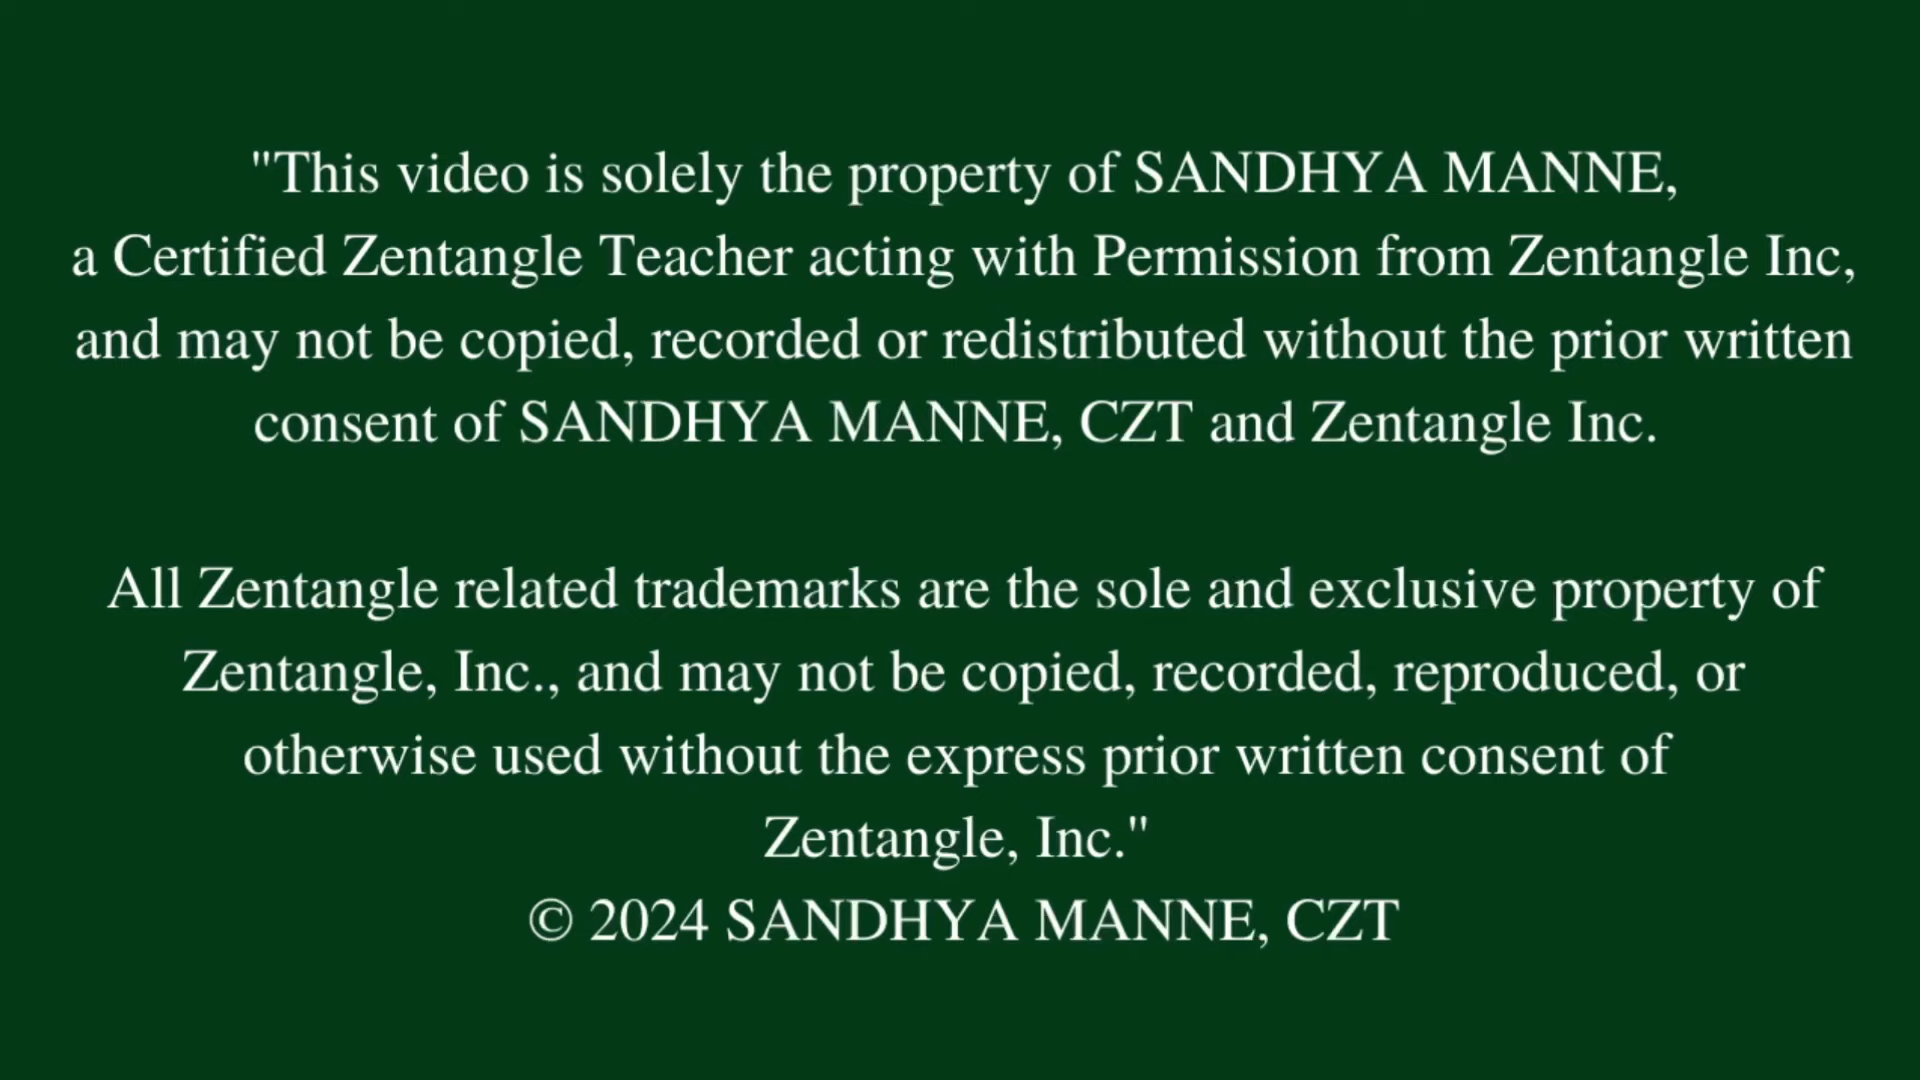 "This video is solely the property of SANDHYA MANNE,
a Certified Zentangle Teacher acting with Permission from Zentangle Inc,
and may not be copied, recorded or redistributed without the prior written
consent of SANDHYA MANNE, CZT and Zentangle Inc.
All Zentangle related trademarks are the sole and exclusive property of
Zentangle, Inc., and may not be copied, recorded, reproduced, or
otherwise used without the express prior written consent of
Zentangle, Inc."
© 2024 SANDHYA MANNE, CZT